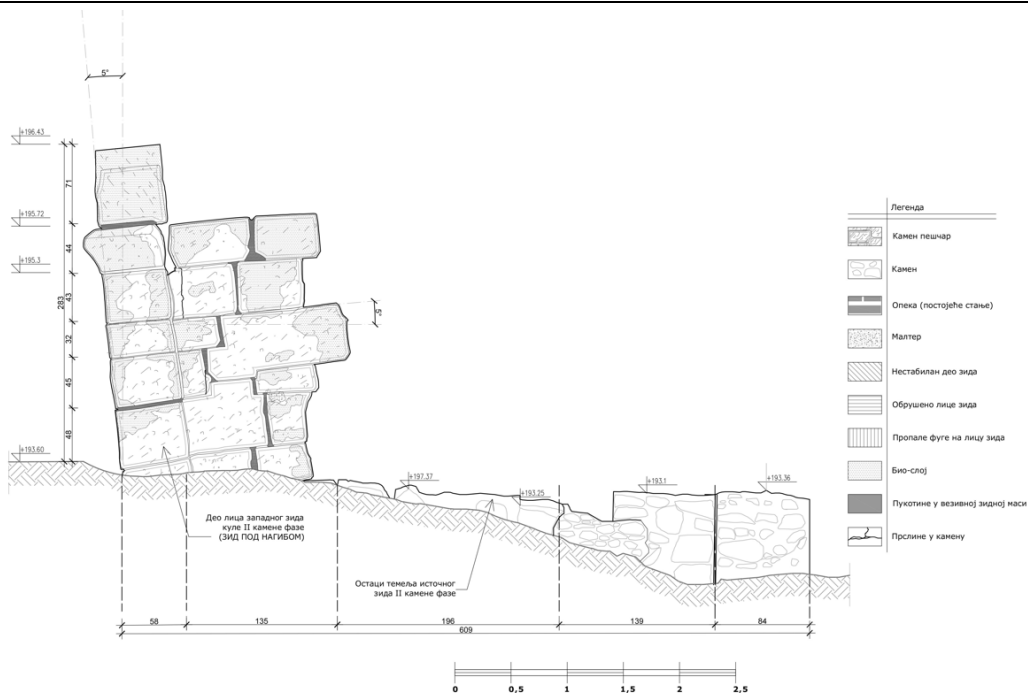 5°
+196.43
+195.72
+195.3
+193.60
71
44
43
32
45
48
283
5°
+197.37
+193.25
+193.1
+193.36
Део лица западног зида
куле II камене фазе
(ЗИД ПОД НАГИБОМ)
Остаци темеља источног
зида II камене фазе
58
135
196
139
84
609
0
0,5
1
1,5
2
2,5
Легенда
Камен пешчар
Камен
Опека (постојеће стање)
Малтер
Нестабилан део зида
Обрушено лице зида
Пропале фуге на лицу зида
Био-слој
Пукотине у везивној зидној маси
Прслине у камену